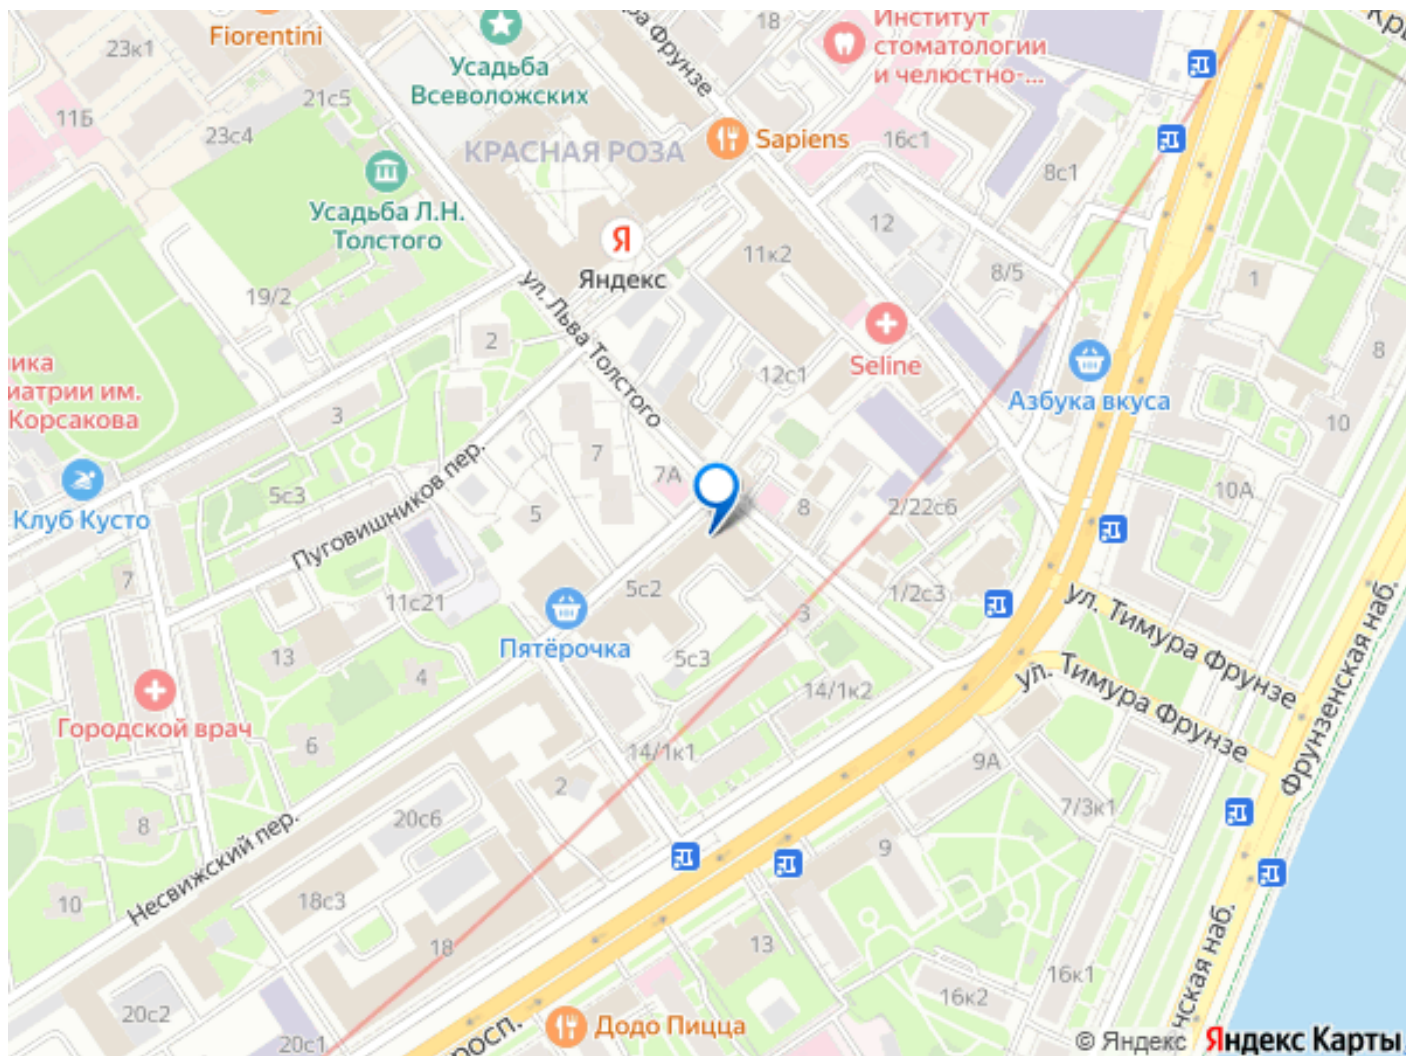 Fiorentini
23к1
11Б
23с4
21с5
Усадьба
Всеволожских
18
Институт
стоматологии
и челюстно-...
КРАСНАЯ РОЗА
Sapiens
16с1
8с1
Усадьба Л.Н.
Толстого
Я
Яндекс
11к2
12
8/5
1
19/2
ул. Льва Толстого
2
Seline
12с1
8
Азбука вкуса
10
иатрии им.
Корсакова
3
7
7А
Пуговишников пер.
5с3
Клуб Кусто
5
8
2/22с6
10А
7
11с21
5с2
3
1/2с3
ул. Тимура Фрунзе
ул. Тимура Фрунзе
Фрунзенская наб.
Пятёрочка
5с3
13
4
14/1к2
Городской врач
6
14/1к1
9А
7/3к1
2
8
20с6
9
Несвижский пер.
10
18с3
18
13
16к1
16к2
20с2
20с1
Додо Пицца
просп.
нская наб.
© Яндекс Яндекс Карты